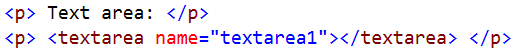 <p> Text area: </p>
<p> <textarea name="textarea1"></textarea> </p>